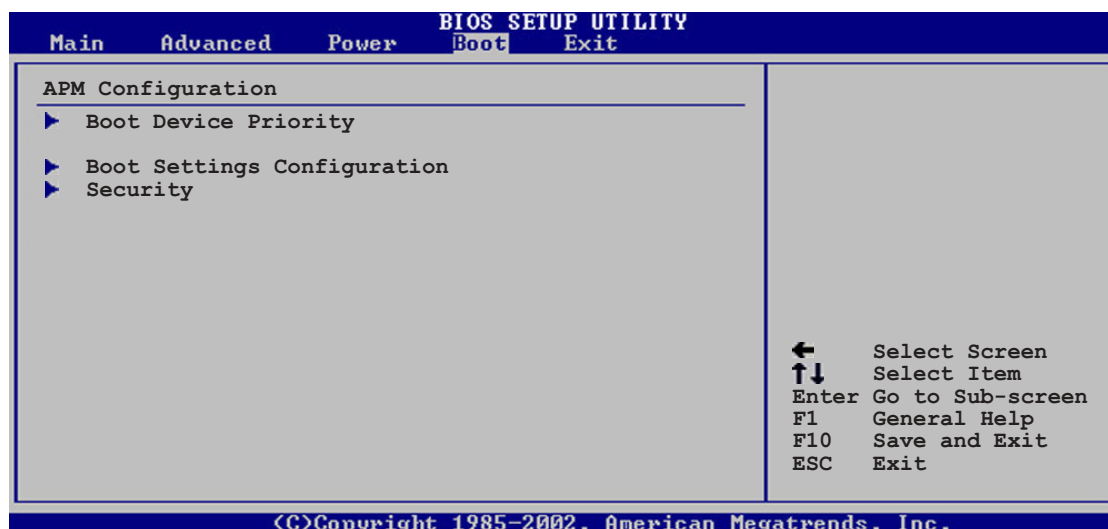 BIOS SETUP UTILITY
Main Advanced Power Boot Exit
APM Configuration
Boot Device Priority
Boot Settings Configuration
Security
Select Screen
Select Item
Enter Go to Sub-screen
F1 General Help
F10 Save and Exit
ESC Exit
(C)Copyright 1985-2002, American Megatrends, Inc.